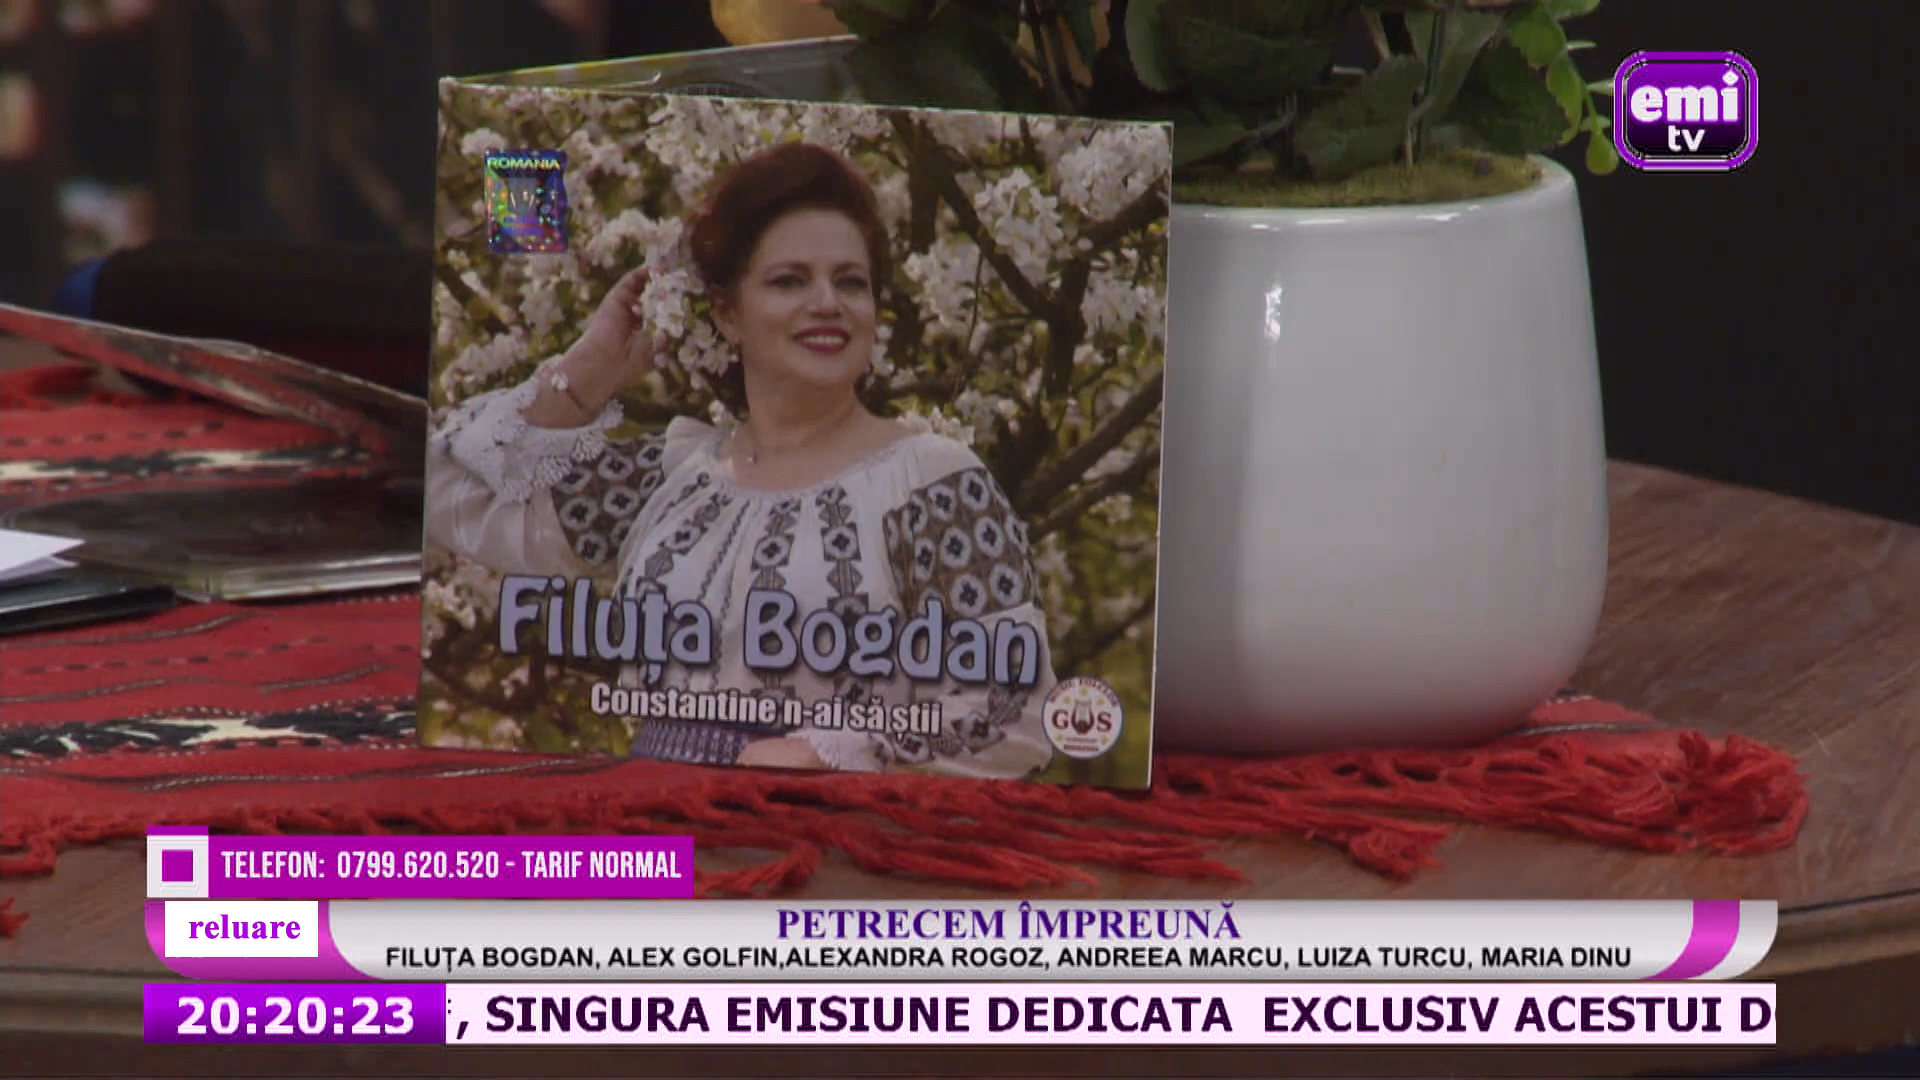 emi
tv
ROMANIA
Filuța Bogdan
Constantine n-ai să știi
G S
TELEFON: 0799.620.520 - TARIF NORMAL
reluare
PETRECEM ÎMPREUNĂ
FILUȚA BOGDAN, ALEX GOLFIN,ALEXANDRA ROGOZ, ANDREEA MARCU, LUIZA TURCU, MARIA DINU
20:20:23
, SINGURA EMISIUNE DEDICATA EXCLUSIV ACESTUI D